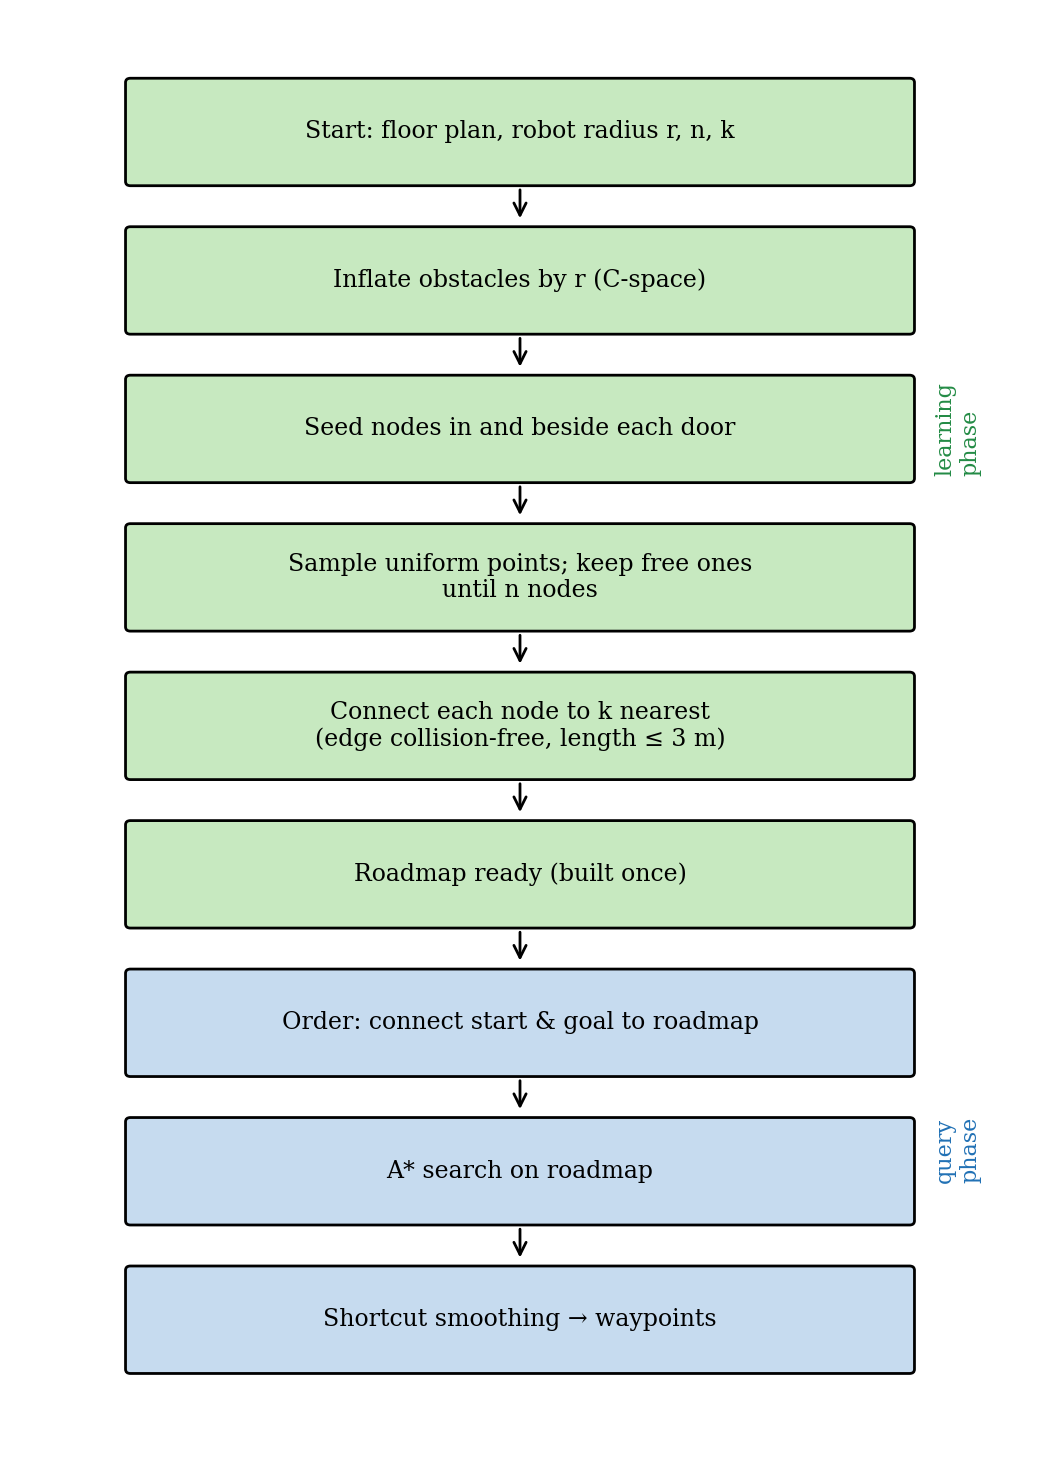 Start: floor plan, robot radius r, n, k
Inflate obstacles by r (C-space)
Seed nodes in and beside each door
learning
phase
Sample uniform points; keep free ones
until n nodes
Connect each node to k nearest
(edge collision-free, length ≤ 3 m)
Roadmap ready (built once)
Order: connect start & goal to roadmap
A* search on roadmap
query
phase
Shortcut smoothing → waypoints